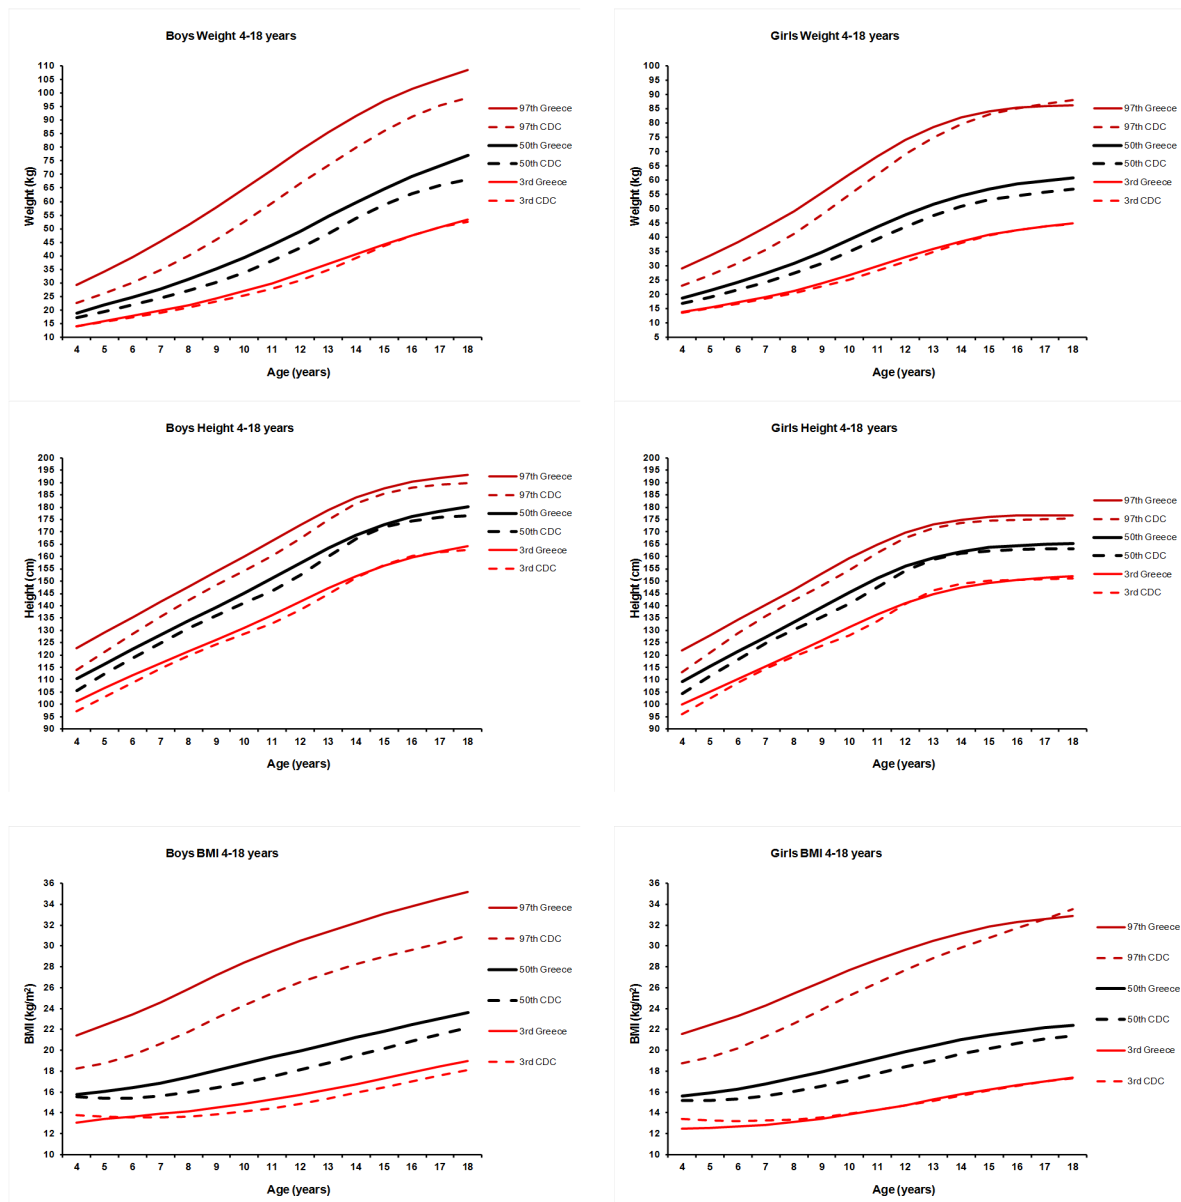 Boys Weight 4-18 years
Weight (kg)
110
105
100
95
90
85
80
75
70
65
60
55
50
45
40
35
30
25
20
15
10
4 5 6 7 8 9 10 11 12 13 14 15 16 17 18
Age (years)
97th Greece
97th CDC
50th Greece
50th CDC
3rd Greece
3rd CDC
Girls Weight 4-18 years
Weight (kg)
100
95
90
85
80
75
70
65
60
55
50
45
40
35
30
25
20
15
10
5
4 5 6 7 8 9 10 11 12 13 14 15 16 17 18
Age (years)
97th Greece
97th CDC
50th Greece
50th CDC
3rd Greece
3rd CDC
Boys Height 4-18 years
Height (cm)
200
195
190
185
180
175
170
165
160
155
150
145
140
135
130
125
120
115
110
105
100
95
90
4 5 6 7 8 9 10 11 12 13 14 15 16 17 18
Age (years)
97th Greece
97th CDC
50th Greece
50th CDC
3rd Greece
3rd CDC
Girls Height 4-18 years
Height (cm)
200
195
190
185
180
175
170
165
160
155
150
145
140
135
130
125
120
115
110
105
100
95
90
4 5 6 7 8 9 10 11 12 13 14 15 16 17 18
Age (years)
97th Greece
97th CDC
50th Greece
50th CDC
3rd Greece
3rd CDC
Boys BMI 4-18 years
BMI (kg/m²)
36
34
32
30
28
26
24
22
20
18
16
14
12
10
4 5 6 7 8 9 10 11 12 13 14 15 16 17 18
Age (years)
97th Greece
97th CDC
50th Greece
50th CDC
3rd Greece
3rd CDC
Girls BMI 4-18 years
BMI (kg/m²)
36
34
32
30
28
26
24
22
20
18
16
14
12
10
4 5 6 7 8 9 10 11 12 13 14 15 16 17 18
Age (years)
97th Greece
97th CDC
50th Greece
50th CDC
3rd Greece
3rd CDC